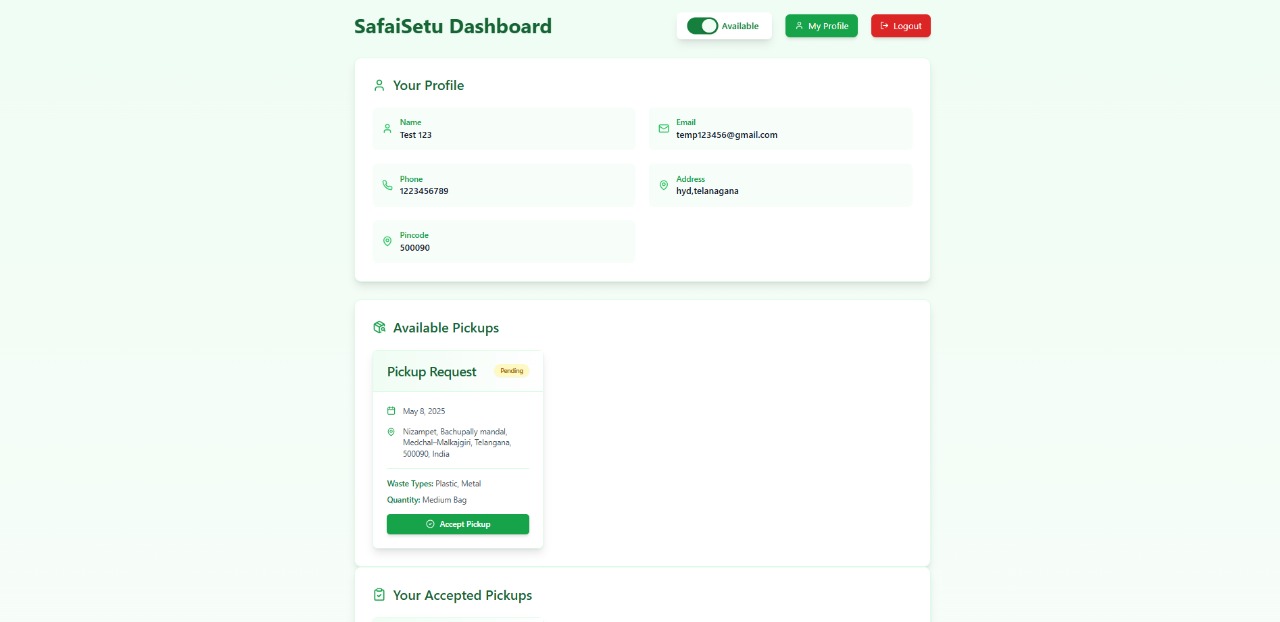 SafaiSetu Dashboard
Available
My Profile
Logout
Your Profile
Name
Test 123
Email
temp123456@gmail.com
Phone
1223456789
Address
hyd,telanagana
Pincode
500090
Available Pickups
Pickup Request
Pending
May 8, 2025
Nizampet, Bachupally mandal,
Medchal–Malkajgiri, Telangana,
500090, India
Waste Types: Plastic, Metal
Quantity: Medium Bag
Accept Pickup
Your Accepted Pickups